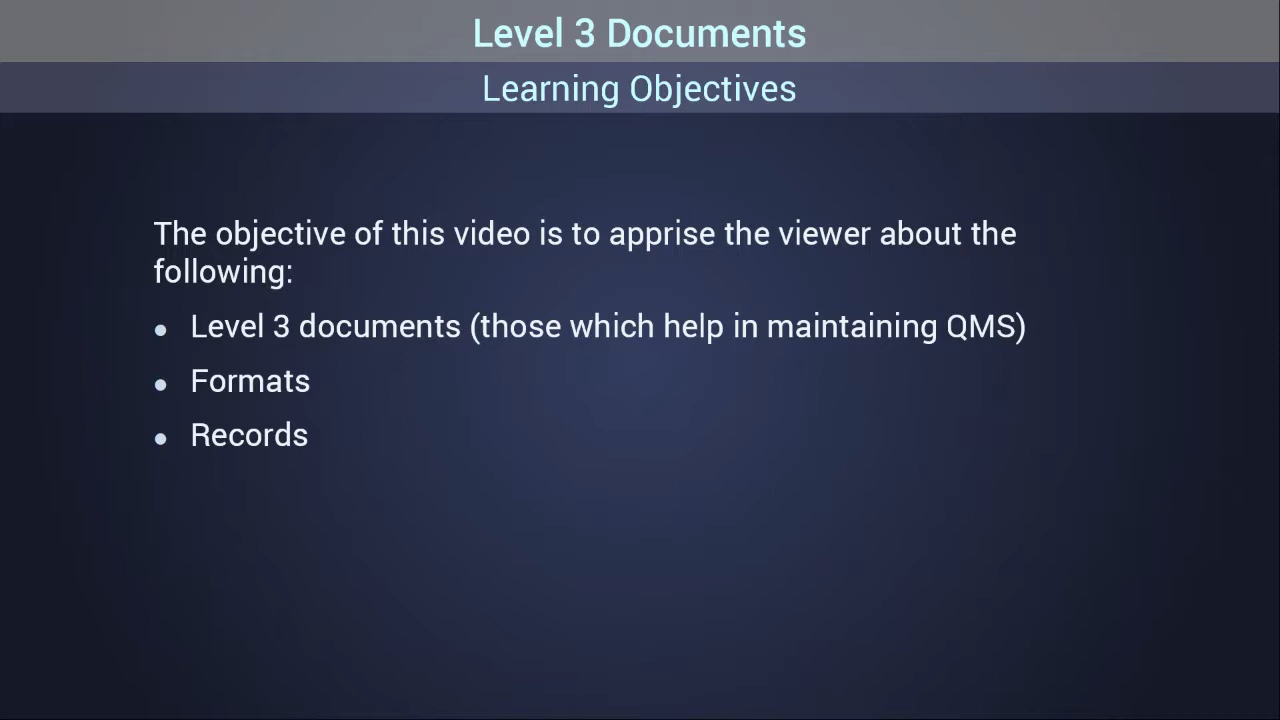 Level 3 Documents
Learning Objectives
The objective of this video is to apprise the viewer about the
following:
● Level 3 documents (those which help in maintaining QMS)
● Formats
● Records